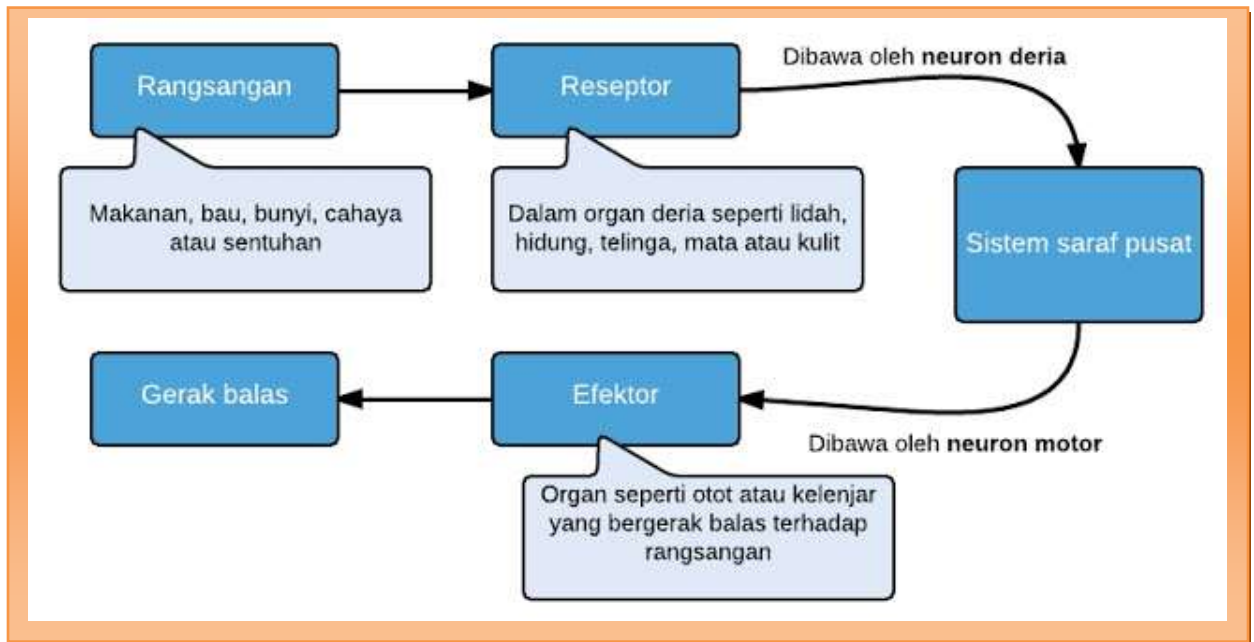 Rangsangan
Reseptor
Dibawa oleh neuron deria
Makanan, bau, bunyi, cahaya
atau sentuhan
Dalam organ deria seperti lidah,
hidung, telinga, mata atau kulit
Sistem saraf pusat
Gerak balas
Efektor
Dibawa oleh neuron motor
Organ seperti otot atau kelenjar
yang bergerak balas terhadap
rangsangan